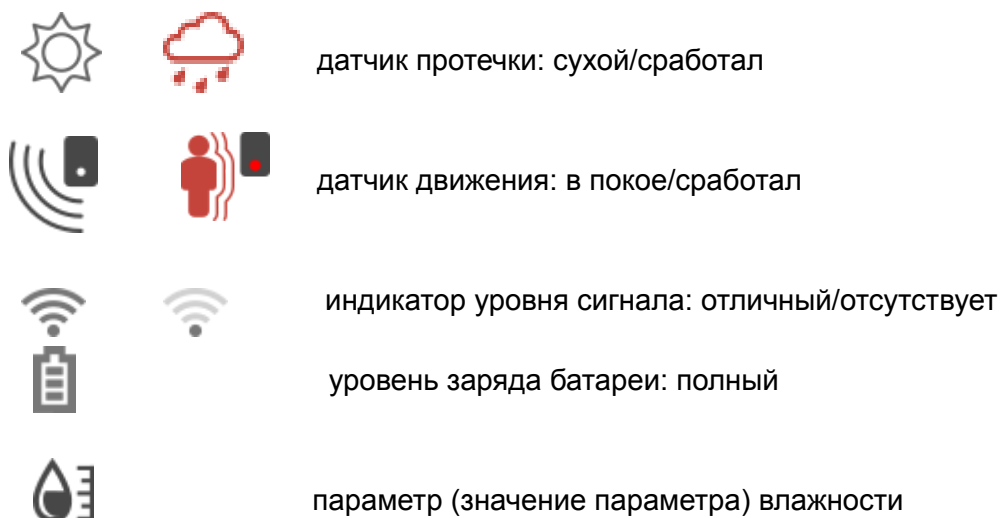 датчик протечки: сухой/сработал
датчик движения: в покое/сработал
индикатор уровня сигнала: отличный/отсутствует
уровень заряда батареи: полный
параметр (значение параметра) влажности